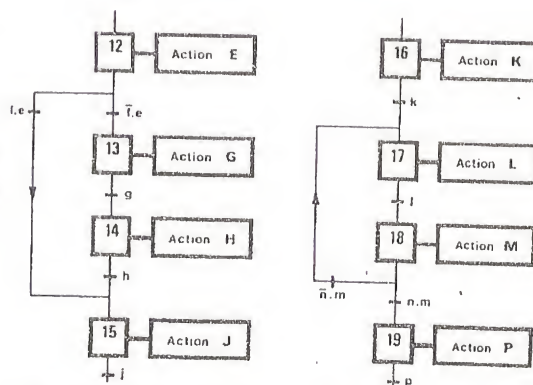 12 Action E
f.e f̅.e
13 Action G
g
14 Action H
h
15 Action J
j
16 Action K
k
17 Action L
l
18 Action M
n̅.m n.m
19 Action P
p